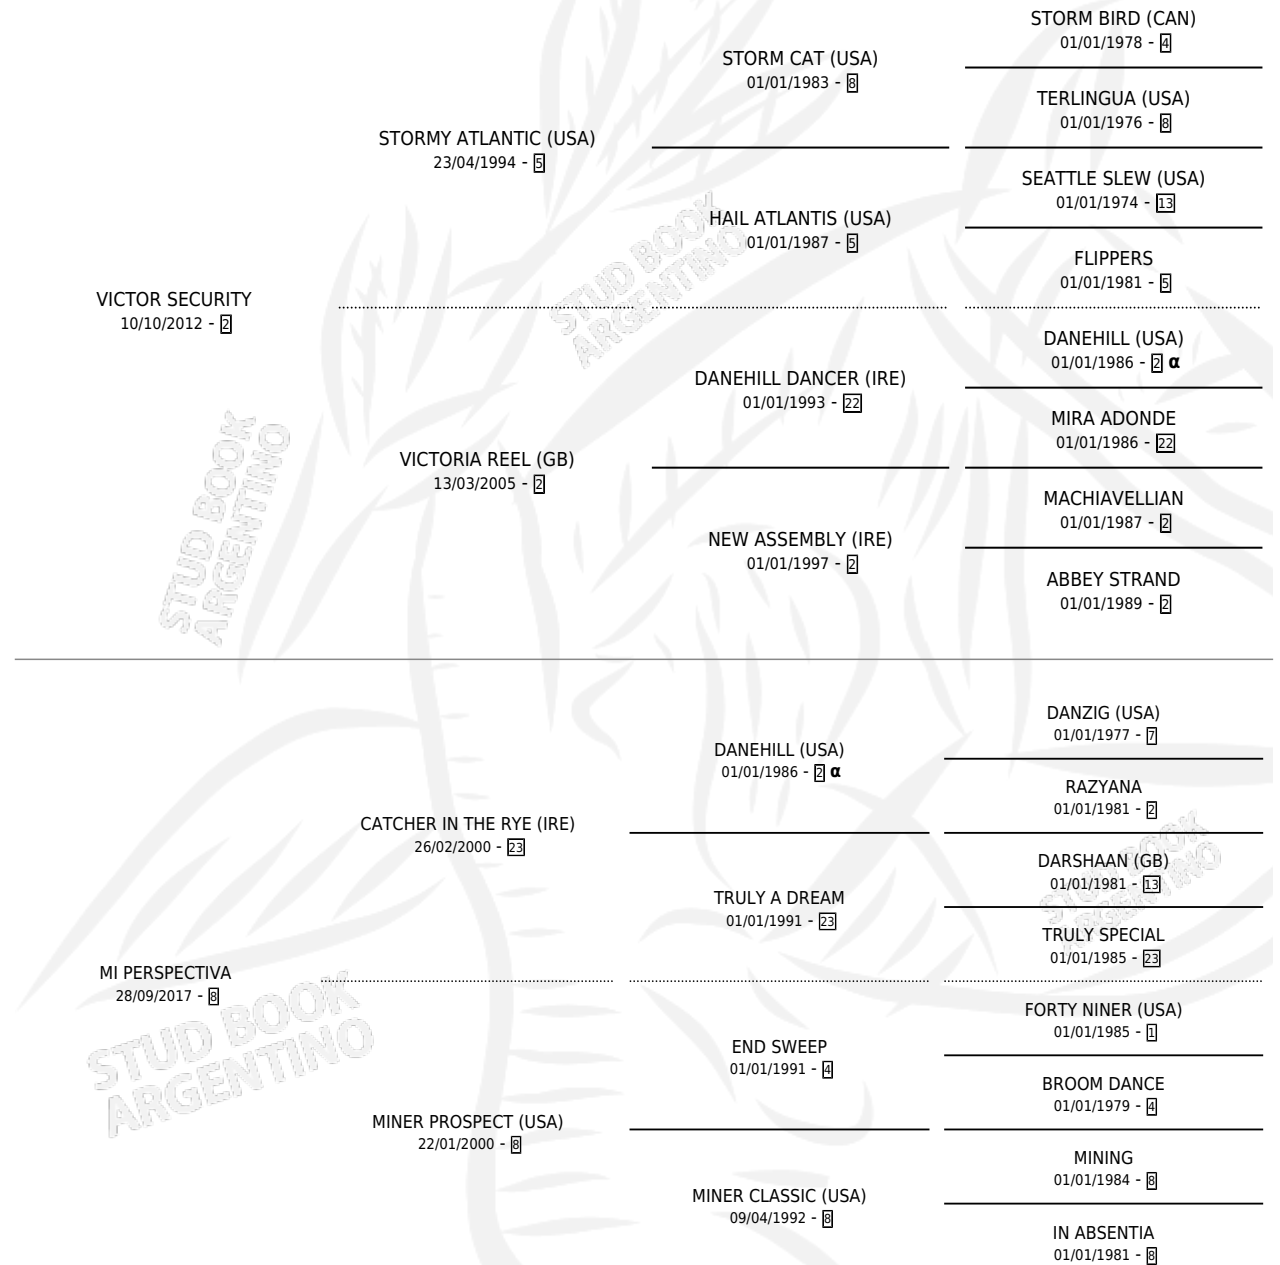 STORM BIRD (CAN)
01/01/1978 - 4
STORM CAT (USA)
01/01/1983 - 8
TERLINGUA (USA)
01/01/1976 - 8
STORMY ATLANTIC (USA)
23/04/1994 - 5
SEATTLE SLEW (USA)
01/01/1974 - 13
HAIL ATLANTIS (USA)
01/01/1987 - 5
FLIPPERS
01/01/1981 - 5
VICTOR SECURITY
10/10/2012 - 2
DANEHILL (USA)
01/01/1986 - 2 α
DANEHILL DANCER (IRE)
01/01/1993 - 22
MIRA ADONDE
01/01/1986 - 22
VICTORIA REEL (GB)
13/03/2005 - 2
MACHIAVELLIAN
01/01/1987 - 2
NEW ASSEMBLY (IRE)
01/01/1997 - 2
ABBEY STRAND
01/01/1989 - 2
DANZIG (USA)
01/01/1977 - 7
DANEHILL (USA)
01/01/1986 - 2 α
RAZYANA
01/01/1981 - 2
CATCHER IN THE RYE (IRE)
26/02/2000 - 23
DARSHAAN (GB)
01/01/1981 - 13
TRULY A DREAM
01/01/1991 - 23
TRULY SPECIAL
01/01/1985 - 23
MI PERSPECTIVA
28/09/2017 - 8
FORTY NINER (USA)
01/01/1985 - 1
END SWEEP
01/01/1991 - 4
BROOM DANCE
01/01/1979 - 4
MINER PROSPECT (USA)
22/01/2000 - 8
MINING
01/01/1984 - 8
MINER CLASSIC (USA)
09/04/1992 - 8
IN ABSENTIA
01/01/1981 - 8
STUD BOOK
ARGENTINO
STUD BOOK
ARGENTINO
STUD BOOK
ARGENTINO
STUD BOOK
ARGENTINO